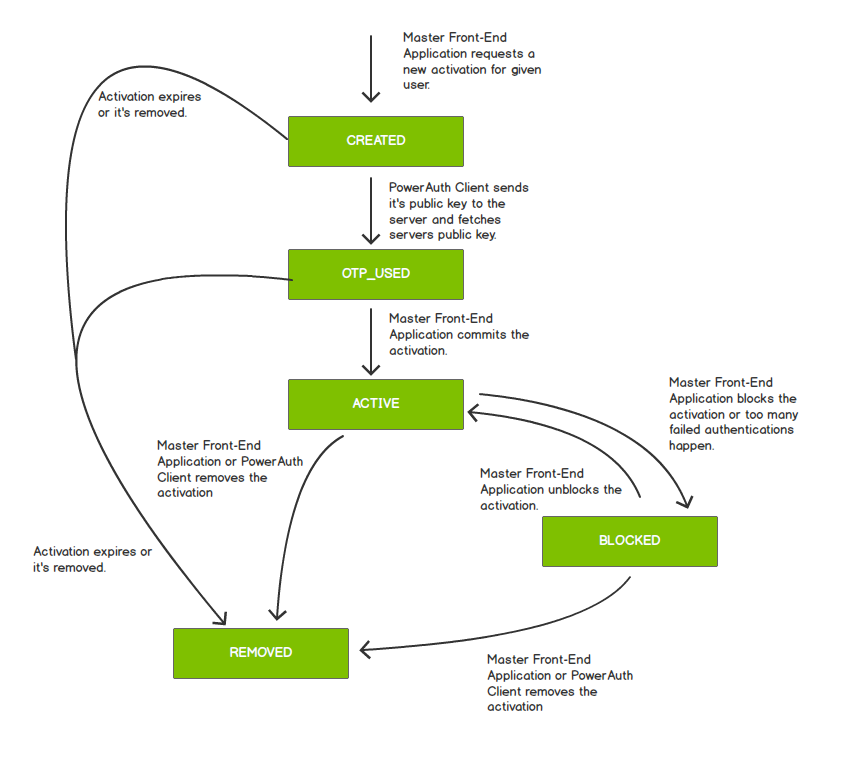 Master Front-End
Application requests a
new activation for given
user.
Activation expires
or it's removed.
CREATED
PowerAuth Client sends
it's public key to the
server and fetches
servers public key.
OTP_USED
Master Front-End
Application commits the
activation.
ACTIVE
Master Front-End
Application blocks the
activation or too many
failed authentications
happen.
Master Front-End
Application or PowerAuth
Client removes the
activation
Master Front-End
Application unblocks the
activation.
BLOCKED
Activation expires or
it's removed.
REMOVED
Master Front-End
Application or PowerAuth
Client removes the
activation